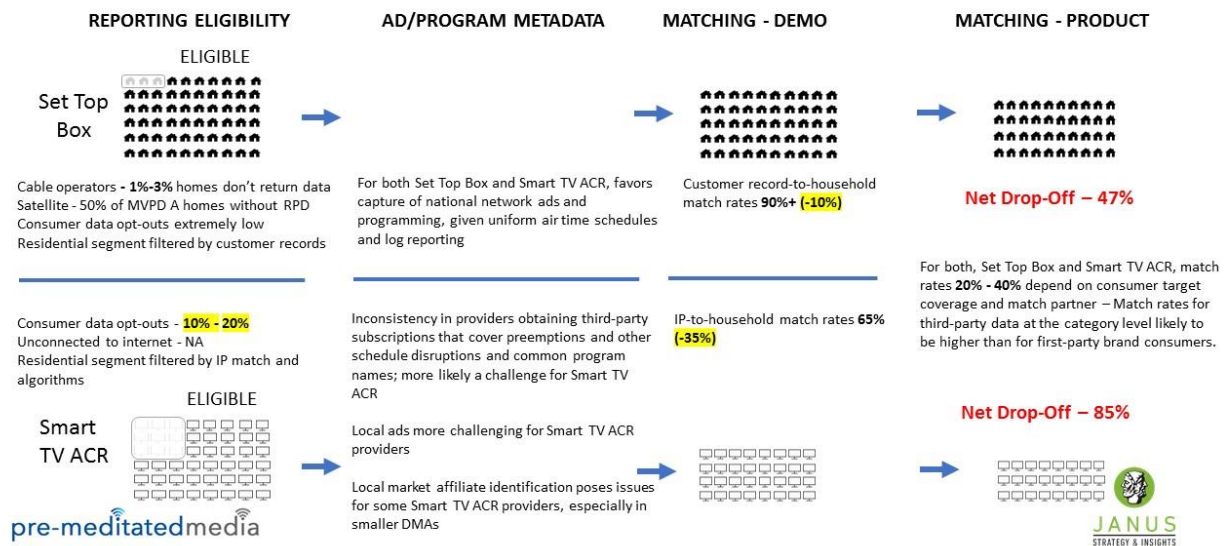 REPORTING ELIGIBILITY
AD/PROGRAM METADATA
MATCHING - DEMO
MATCHING - PRODUCT
ELIGIBLE
Set Top
Box
Cable operators - 1%-3% homes don't return data
Satellite - 50% of MVPD A homes without RPD
Consumer data opt-outs extremely low
Residential segment filtered by customer records
For both Set Top Box and Smart TV ACR, favors
capture of national network ads and
programming, given uniform air time schedules
and log reporting
Customer record-to-household
match rates 90%+ (-10%)
Net Drop-Off – 47%
For both, Set Top Box and Smart TV ACR, match
rates 20% - 40% depend on consumer target
coverage and match partner – Match rates for
third-party data at the category level likely to
be higher than for first-party brand consumers.
Consumer data opt-outs - 10% - 20%
Unconnected to internet - NA
Residential segment filtered by IP match and
algorithms
ELIGIBLE
Smart
TV ACR
Inconsistency in providers obtaining third-party
subscriptions that cover preemptions and other
schedule disruptions and common program
names; more likely a challenge for Smart TV
ACR
Local ads more challenging for Smart TV ACR
providers
Local market affiliate identification poses issues
for some Smart TV ACR providers, especially in
smaller DMAs
IP-to-household match rates 65%
(-35%)
Net Drop-Off – 85%
pre-meditatedmedia
JANUS
STRATEGY & INSIGHTS